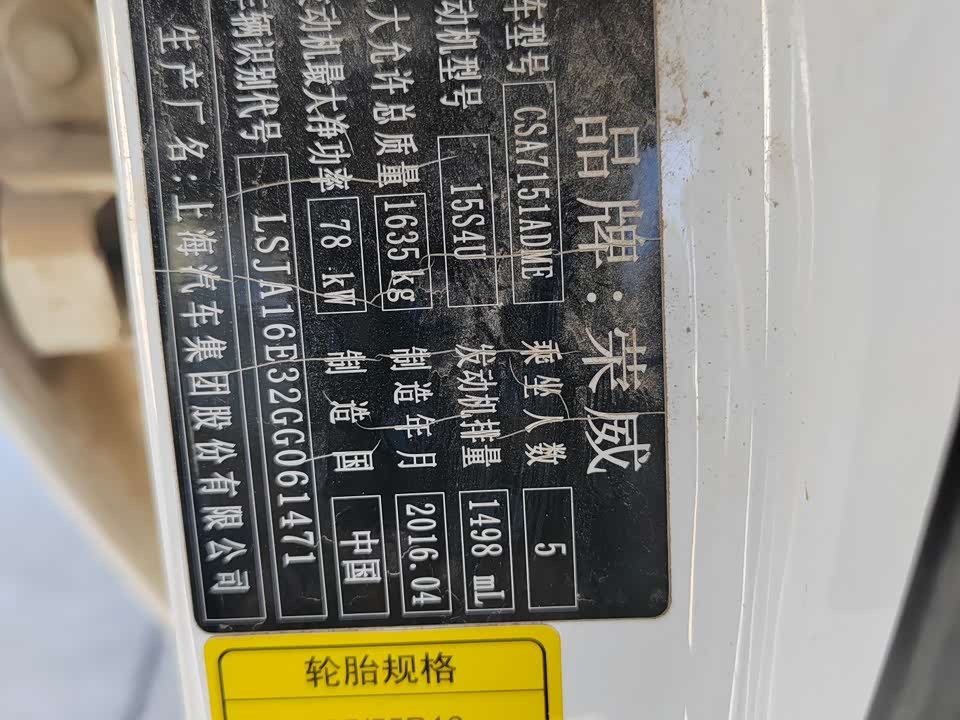 品牌：荣威
车型号 CSA7151ADME 乘坐人数 5
动机型号 15S4U 发动机排量 1498 mL
大允许总质量 1635kg 制造年月 2016.04
动机最大净功率 78 kW 制造国 中国
车辆识别代号 LSJA16E32GG061471
生产厂名：上海汽车集团股份有限公司
轮胎规格